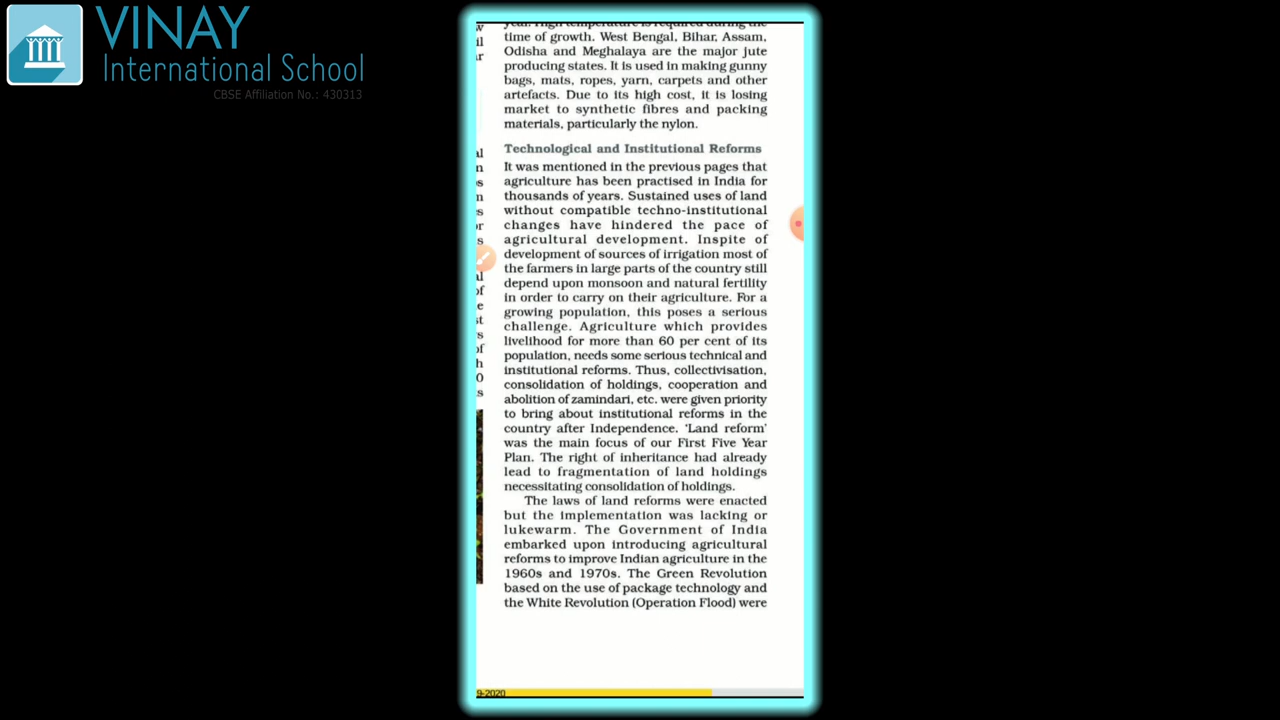 VINAY
International School
CBSE Affiliation No.: 430313
year. High temperature is required during the
time of growth. West Bengal, Bihar, Assam,
Odisha and Meghalaya are the major jute
producing states. It is used in making gunny
bags, mats, ropes, yarn, carpets and other
artefacts. Due to its high cost, it is losing
market to synthetic fibres and packing
materials, particularly the nylon.
Technological and Institutional Reforms
It was mentioned in the previous pages that
agriculture has been practised in India for
thousands of years. Sustained uses of land
without compatible techno-institutional
changes have hindered the pace of
agricultural development. Inspite of
development of sources of irrigation most of
the farmers in large parts of the country still
depend upon monsoon and natural fertility
in order to carry on their agriculture. For a
growing population, this poses a serious
challenge. Agriculture which provides
livelihood for more than 60 per cent of its
population, needs some serious technical and
institutional reforms. Thus, collectivisation,
consolidation of holdings, cooperation and
abolition of zamindari, etc. were given priority
to bring about institutional reforms in the
country after Independence. ‘Land reform’
was the main focus of our First Five Year
Plan. The right of inheritance had already
lead to fragmentation of land holdings
necessitating consolidation of holdings.
The laws of land reforms were enacted
but the implementation was lacking or
lukewarm. The Government of India
embarked upon introducing agricultural
reforms to improve Indian agriculture in the
1960s and 1970s. The Green Revolution
based on the use of package technology and
the White Revolution (Operation Flood) were
9-2020